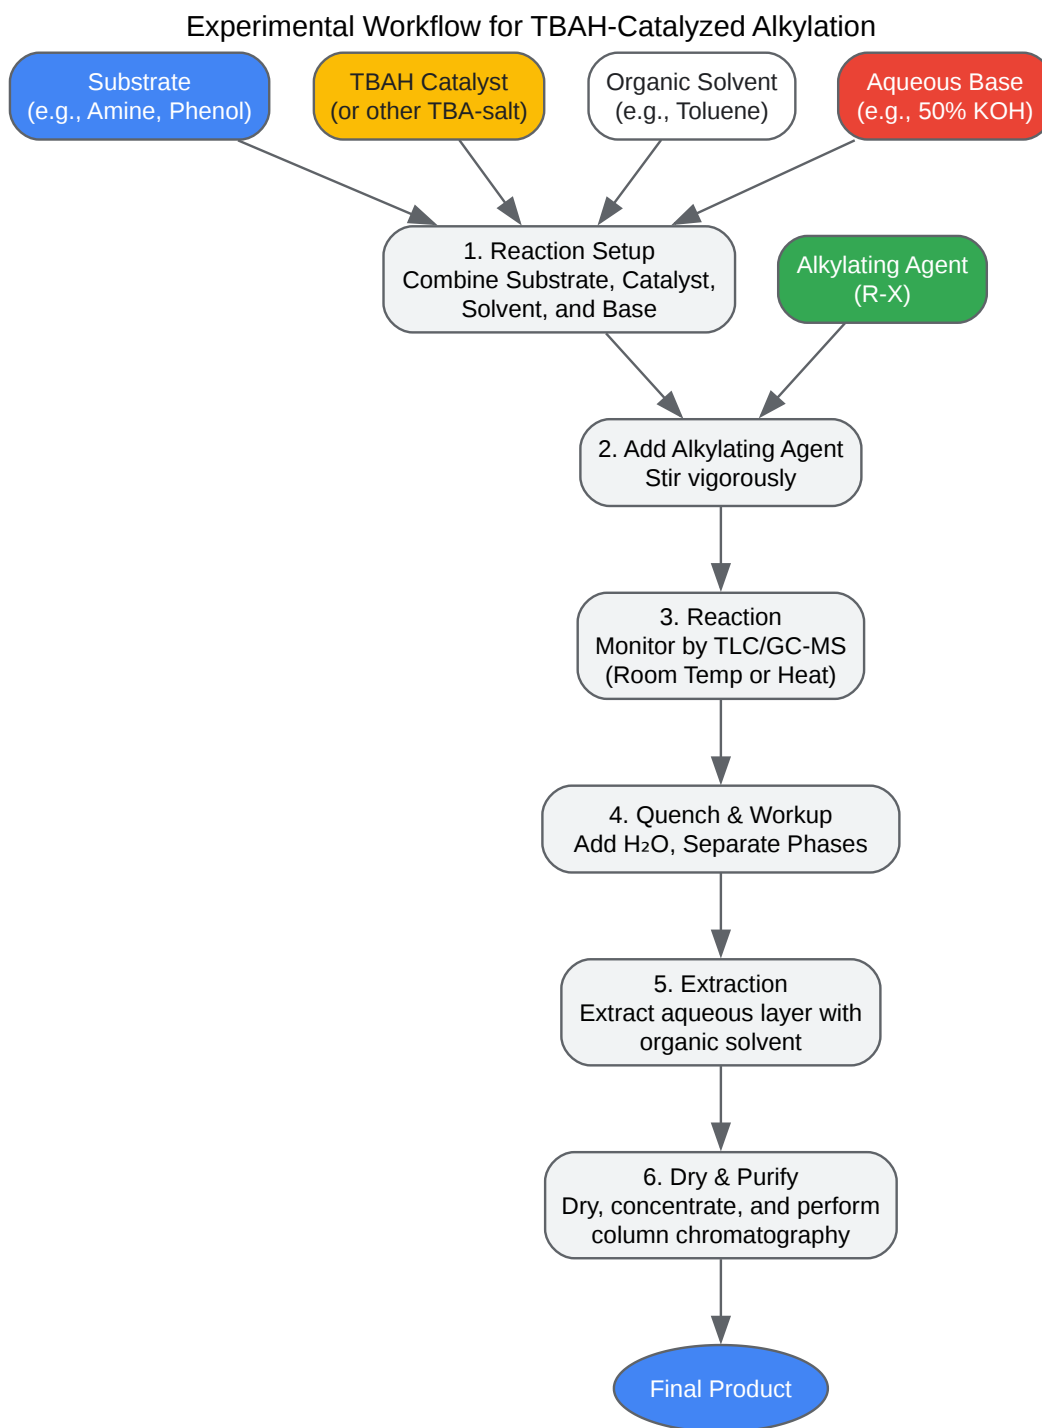 Experimental Workflow for TBAH-Catalyzed Alkylation
Substrate
(e.g., Amine, Phenol)
TBAH Catalyst
(or other TBA-salt)
Organic Solvent
(e.g., Toluene)
Aqueous Base
(e.g., 50% KOH)
1. Reaction Setup
Combine Substrate, Catalyst,
Solvent, and Base
Alkylating Agent
(R-X)
2. Add Alkylating Agent
Stir vigorously
3. Reaction
Monitor by TLC/GC-MS
(Room Temp or Heat)
4. Quench & Workup
Add H₂O, Separate Phases
5. Extraction
Extract aqueous layer with
organic solvent
6. Dry & Purify
Dry, concentrate, and perform
column chromatography
Final Product